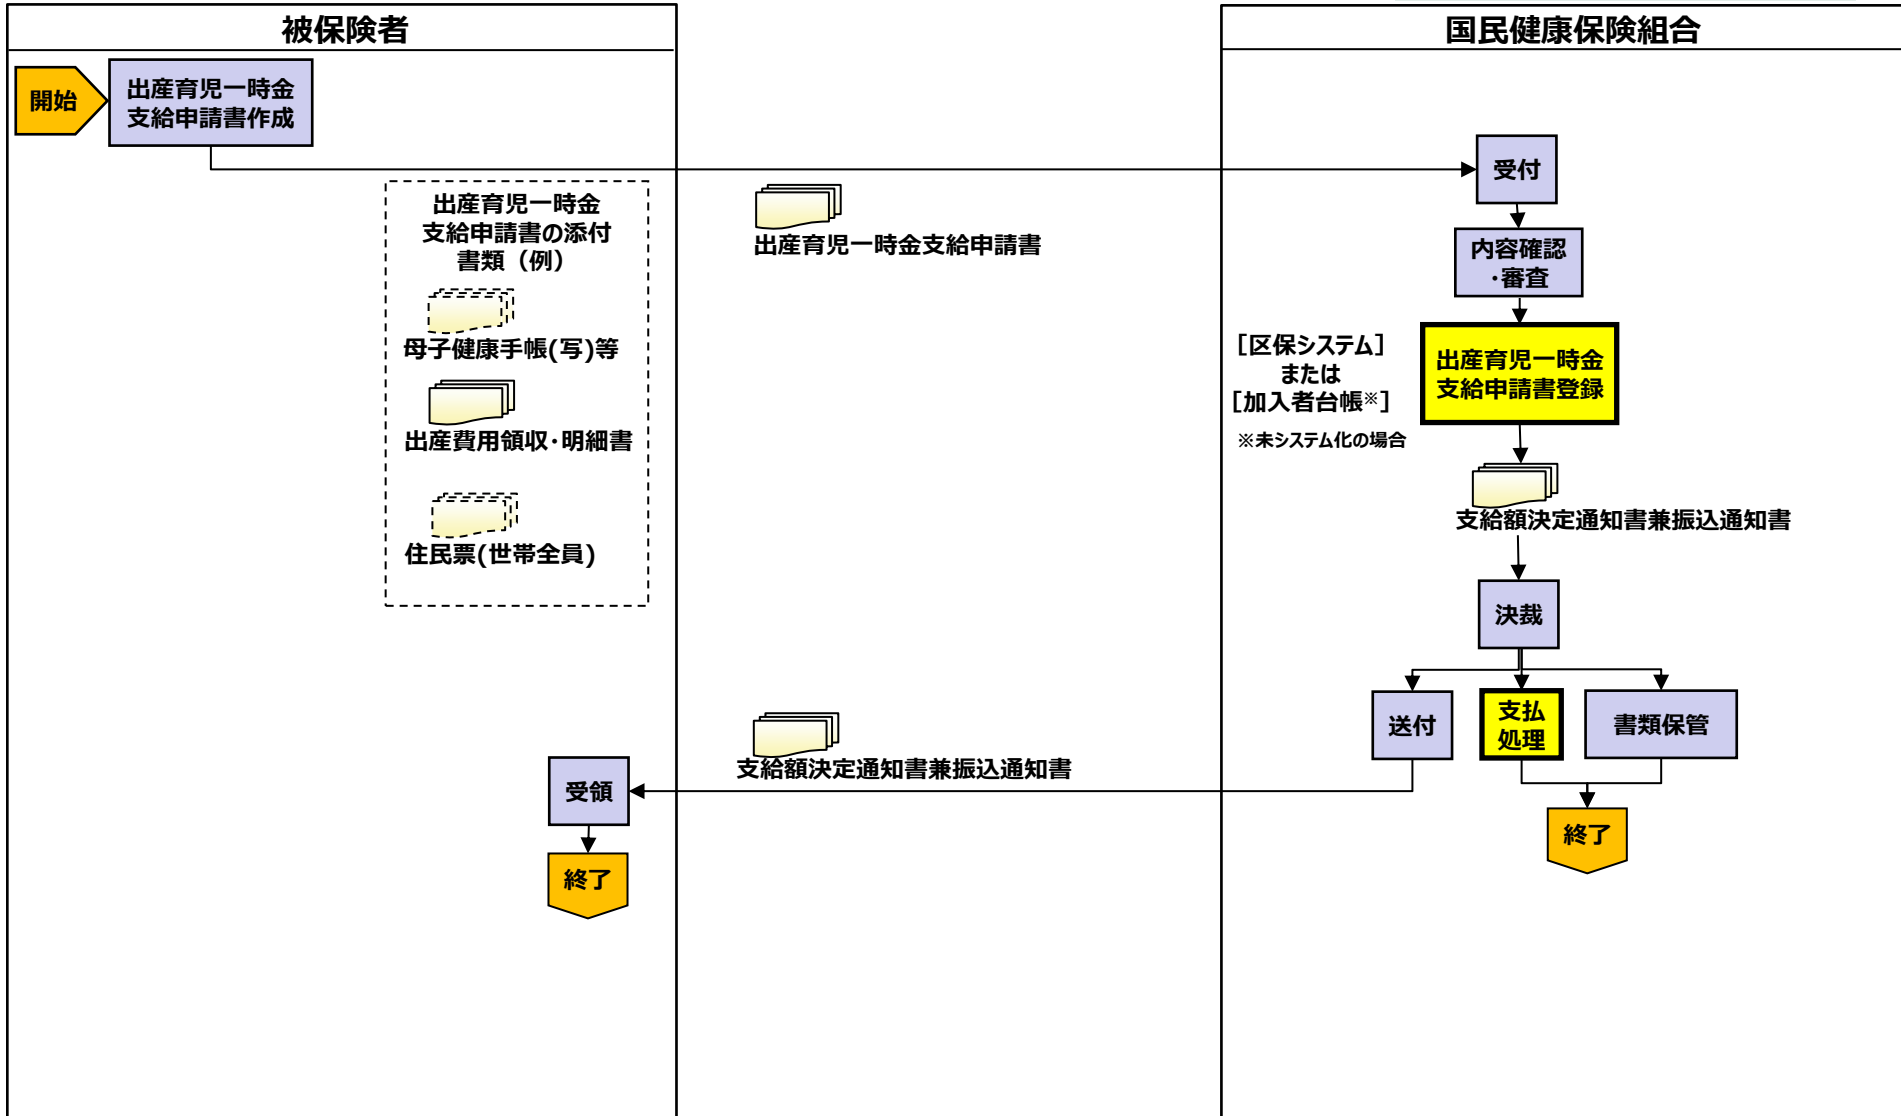 被保険者
国民健康保険組合
開始
出産育児一時金
支給申請書作成
出産育児一時金
支給申請書の添付
書類（例）
母子健康手帳(写)等
出産費用領収・明細書
住民票(世帯全員)
出産育児一時金支給申請書
受付
内容確認
・審査
［区保システム］
または
［加入者台帳※］
※未システム化の場合
出産育児一時金
支給申請書登録
支給額決定通知書兼振込通知書
決裁
送付
支払
処理
書類保管
支給額決定通知書兼振込通知書
受領
終了
終了